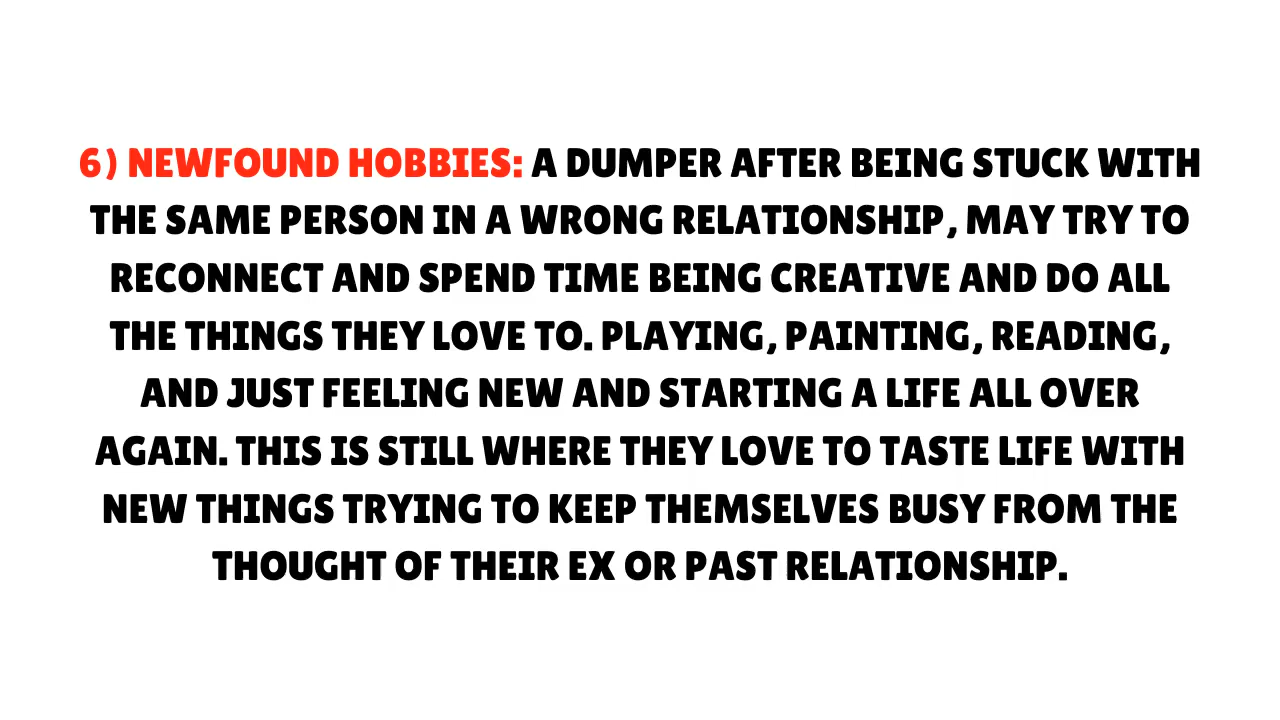 6) NEWFOUND HOBBIES: A DUMPER AFTER BEING STUCK WITH
THE SAME PERSON IN A WRONG RELATIONSHIP, MAY TRY TO
RECONNECT AND SPEND TIME BEING CREATIVE AND DO ALL
THE THINGS THEY LOVE TO. PLAYING, PAINTING, READING,
AND JUST FEELING NEW AND STARTING A LIFE ALL OVER
AGAIN. THIS IS STILL WHERE THEY LOVE TO TASTE LIFE WITH
NEW THINGS TRYING TO KEEP THEMSELVES BUSY FROM THE
THOUGHT OF THEIR EX OR PAST RELATIONSHIP.